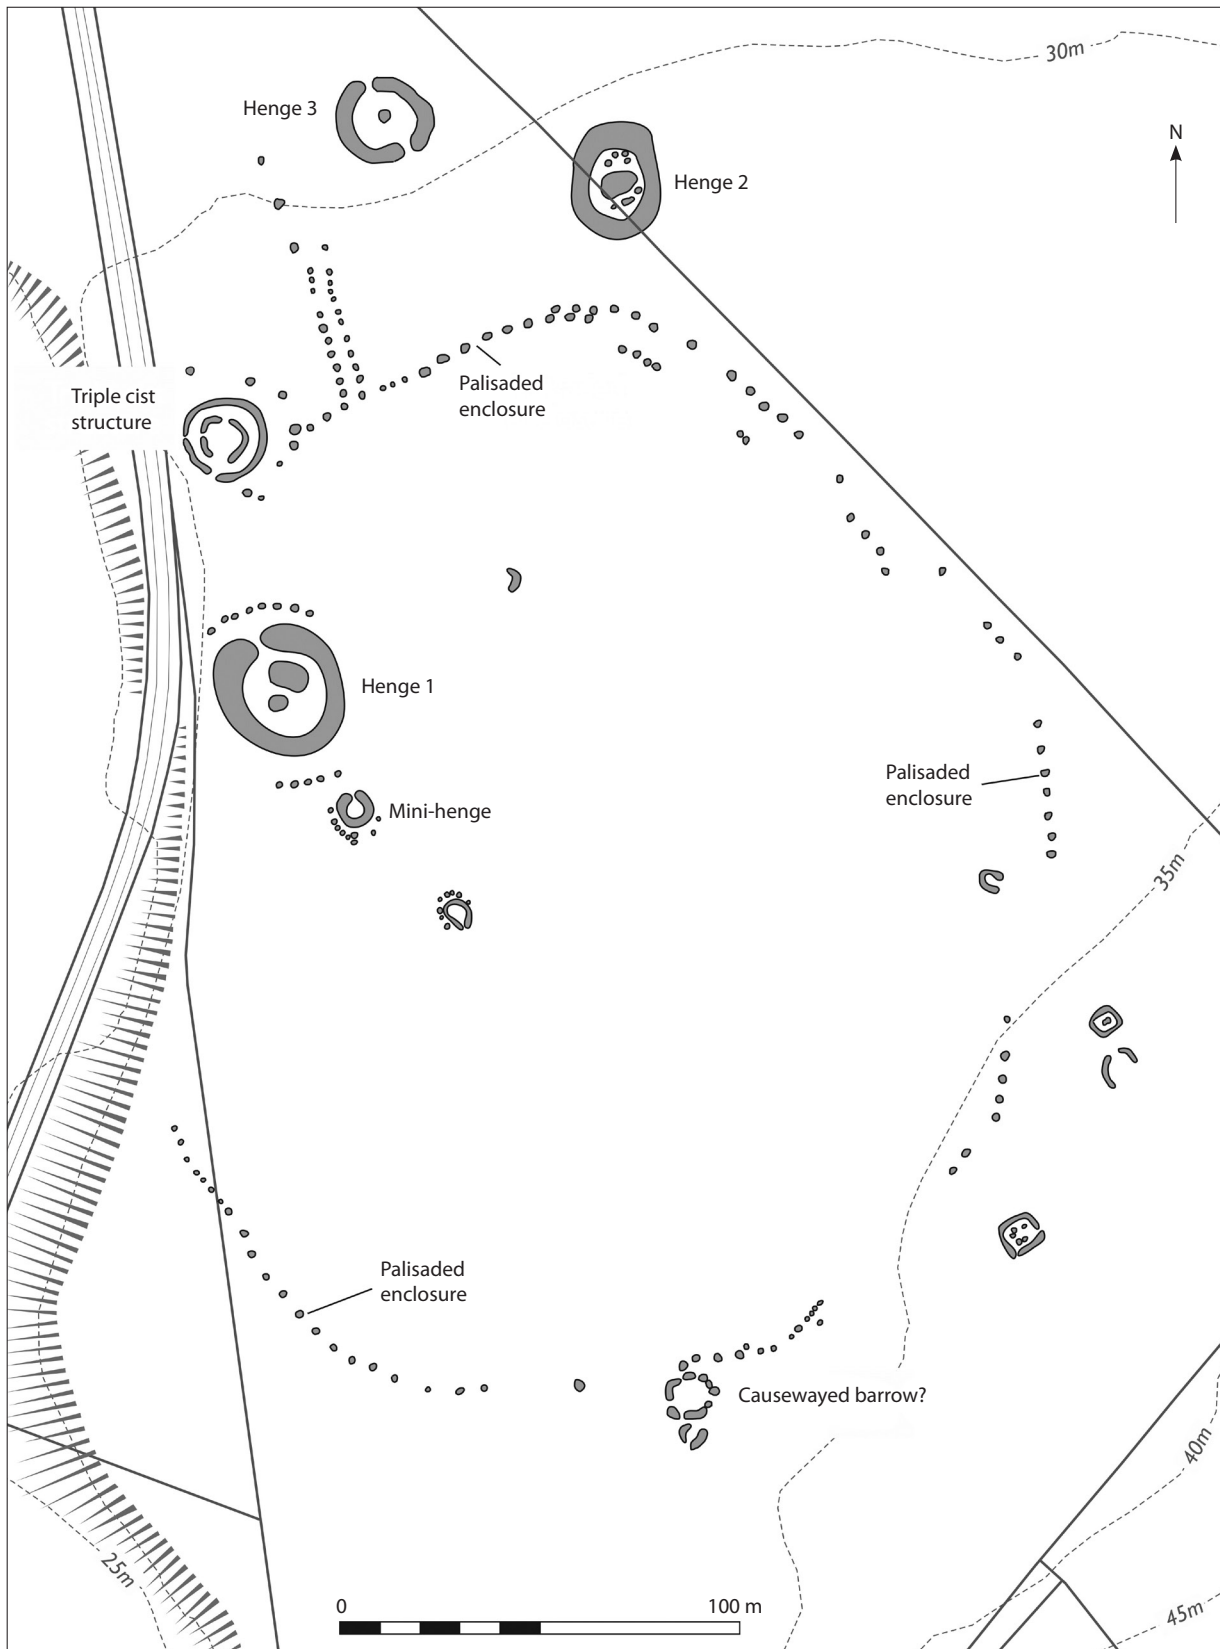 30m
Henge 3
N
Henge 2
Triple cist
structure
Palisaded
enclosure
Henge 1
Palisaded
enclosure
Mini-henge
35m
Palisaded
enclosure
Causewayed barrow?
40m
25m
0
100 m
45m